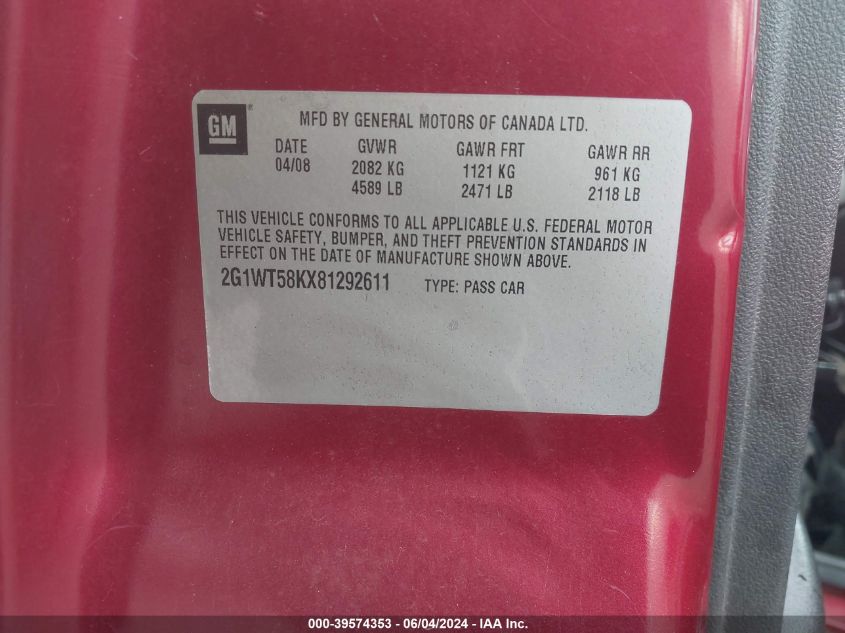 GM ®
MFD BY GENERAL MOTORS OF CANADA LTD.
DATE GVWR GAWR FRT GAWR RR
04/08 2082 KG 1121 KG 961 KG
4589 LB 2471 LB 2118 LB
THIS VEHICLE CONFORMS TO ALL APPLICABLE U.S. FEDERAL MOTOR
VEHICLE SAFETY, BUMPER, AND THEFT PREVENTION STANDARDS IN
EFFECT ON THE DATE OF MANUFACTURE SHOWN ABOVE.
2G1WT58KX81292611 TYPE: PASS CAR
000-39574353 - 06/04/2024 - IAA Inc.